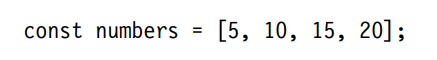 const numbers = [5, 10, 15, 20];